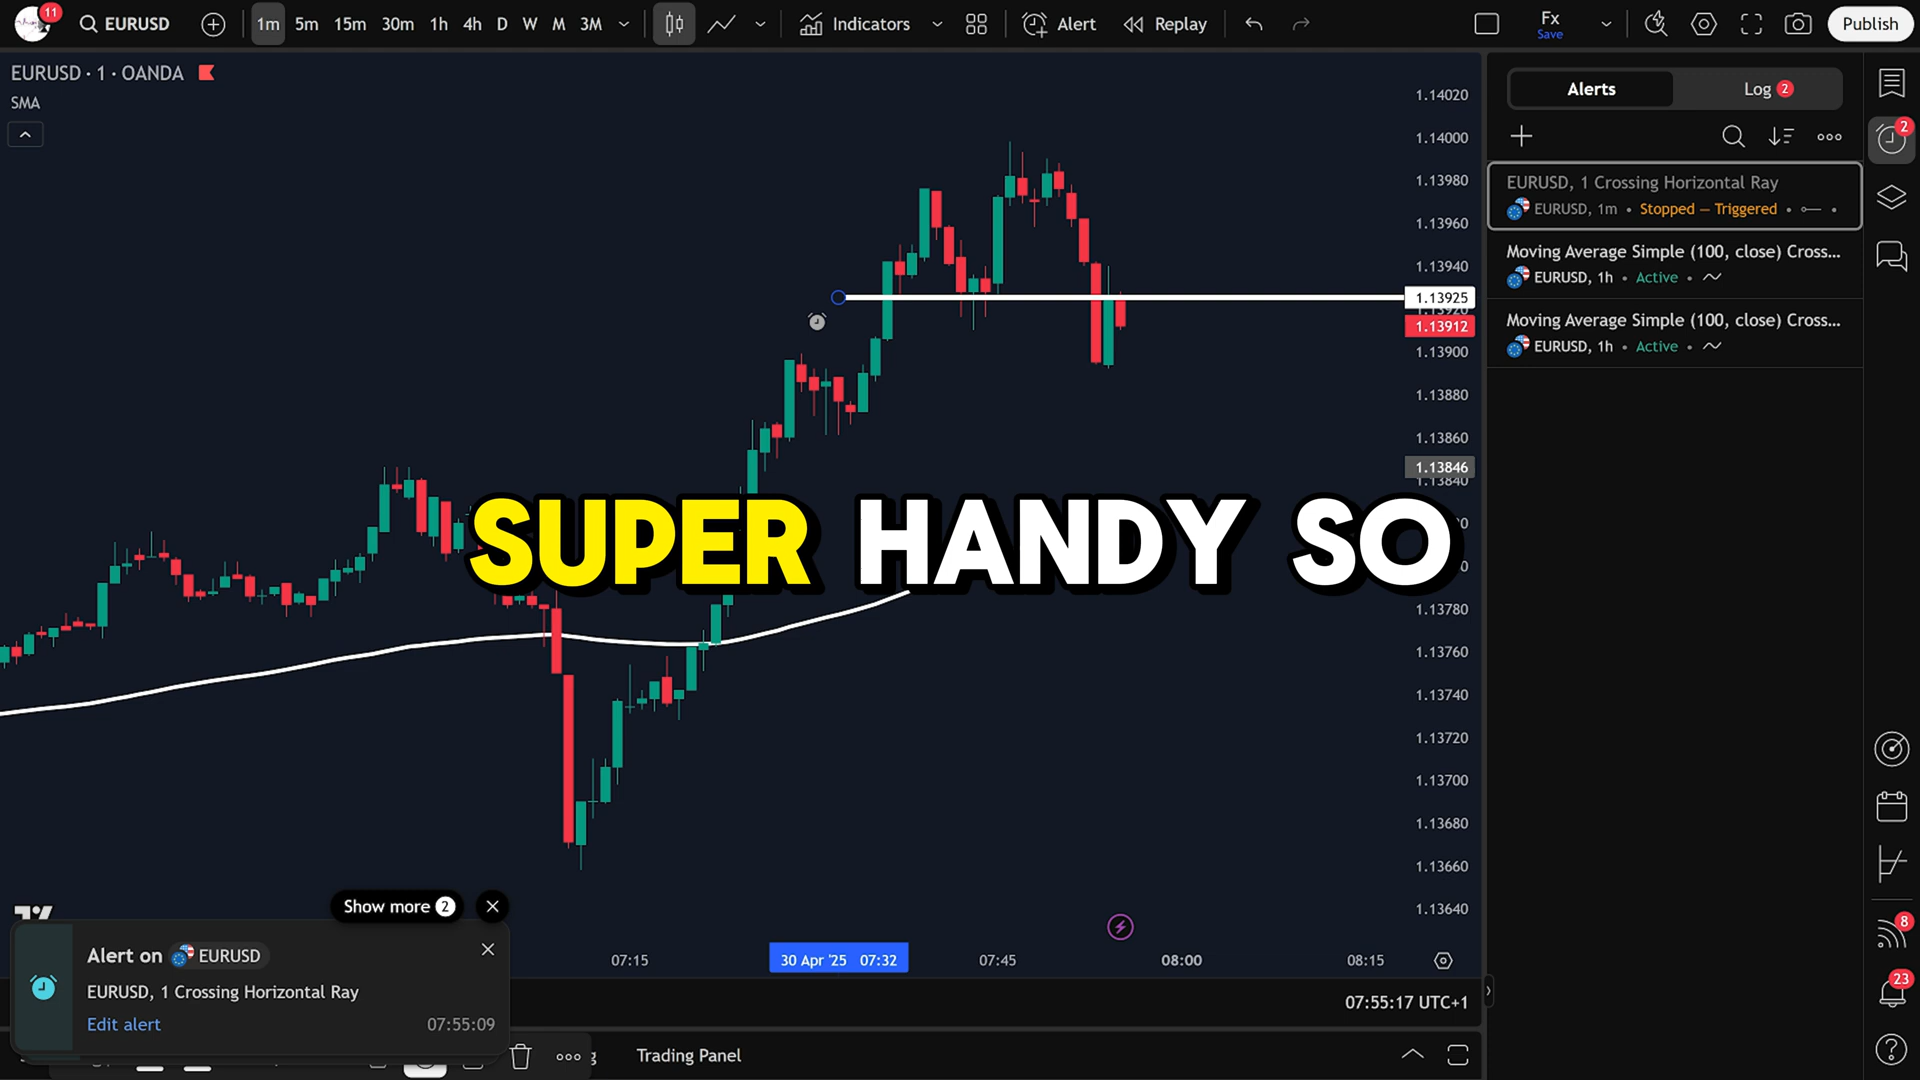 11
EURUSD
1m 5m 15m 30m 1h 4h D W M 3M
Indicators
Alert
Replay
Fx
Save
Publish
EURUSD · 1 · OANDA
SMA
1.14020
1.14000
1.13980
1.13960
1.13940
1.13925
1.13912
1.13900
1.13880
1.13860
1.13846
1.13840
SUPER HANDY SO
1.13780
1.13760
1.13740
1.13720
1.13700
1.13680
1.13660
1.13640
07:15
30 Apr '25 07:32
07:45
08:00
08:15
07:55:17 UTC+1
Trading Panel
Show more 2
Alert on EURUSD
EURUSD, 1 Crossing Horizontal Ray
Edit alert
07:55:09
Alerts
Log 2
EURUSD, 1 Crossing Horizontal Ray
EURUSD, 1m • Stopped — Triggered •
Moving Average Simple (100, close) Cross...
EURUSD, 1h • Active •
Moving Average Simple (100, close) Cross...
EURUSD, 1h • Active •
2
8
23